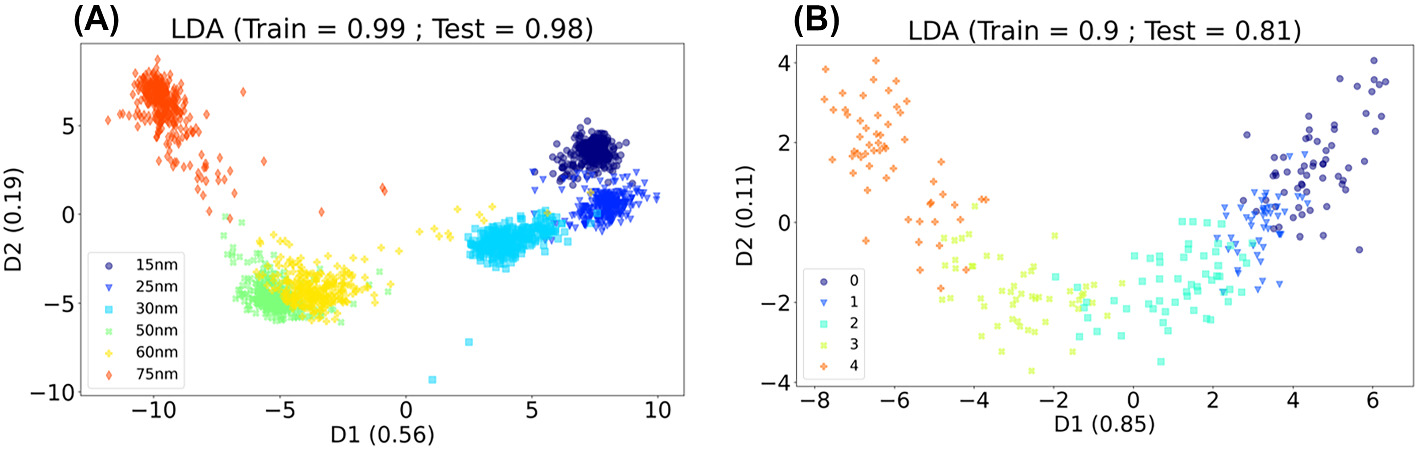 (A)
LDA (Train = 0.99 ; Test = 0.98)
D2 (0.19)
5
0
−5
−10
15nm
25nm
30nm
50nm
60nm
75nm
−10 −5 0 5 10
D1 (0.56)
(B)
LDA (Train = 0.9 ; Test = 0.81)
D2 (0.11)
4
2
0
−2
−4
0
1
2
3
4
−8 −6 −4 −2 0 2 4 6
D1 (0.85)